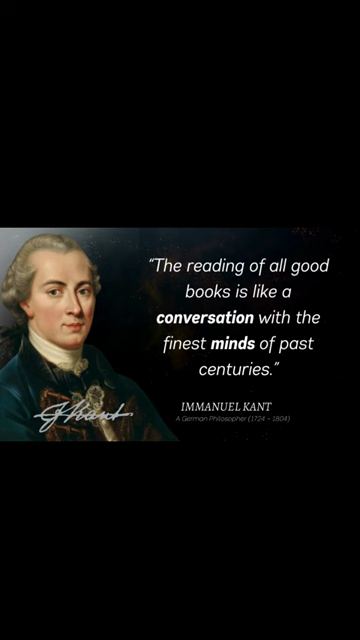 “The reading of all good
books is like a
conversation with the
finest minds of past
centuries.”
IMMANUEL KANT
A German Philosopher (1724 - 1804)
I Kant